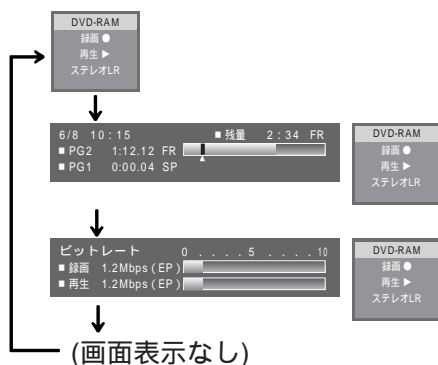 DVD-RAM
録画 ●
再生 ▶
ステレオLR
6/8 10:15 ■ 残量 2:34 FR
■ PG2 1:12.12 FR
■ PG1 0:00.04 SP
DVD-RAM
録画 ●
再生 ▶
ステレオLR
ビットレート 0 . . . . 5 . . . . 10
■ 録画 1.2Mbps ( EP )
■ 再生 1.2Mbps ( EP )
DVD-RAM
録画 ●
再生 ▶
ステレオLR
(画面表示なし)